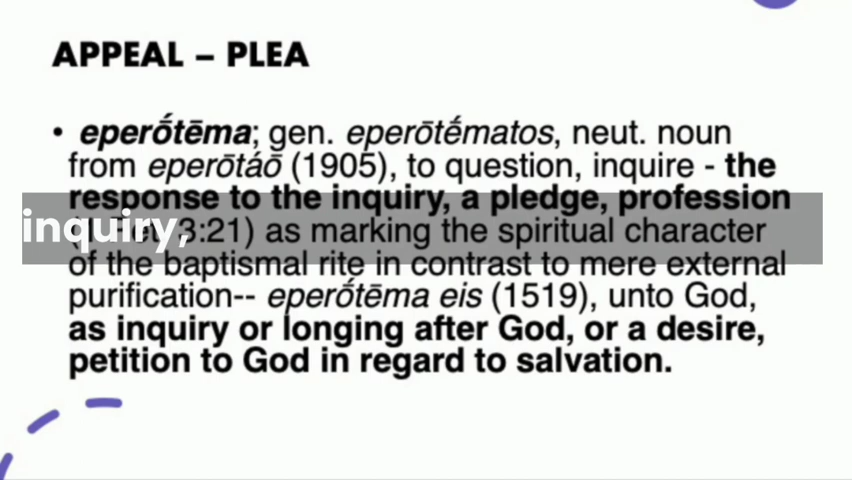 APPEAL – PLEA
• eperṓtēma; gen. eperōtḗmatos, neut. noun
from eperōtáō (1905), to question, inquire - the
response to the inquiry, a pledge, profession
inquiry,
3:21) as marking the spiritual character
of the baptismal rite in contrast to mere external
purification-- eperṓtēma eis (1519), unto God,
as inquiry or longing after God, or a desire,
petition to God in regard to salvation.